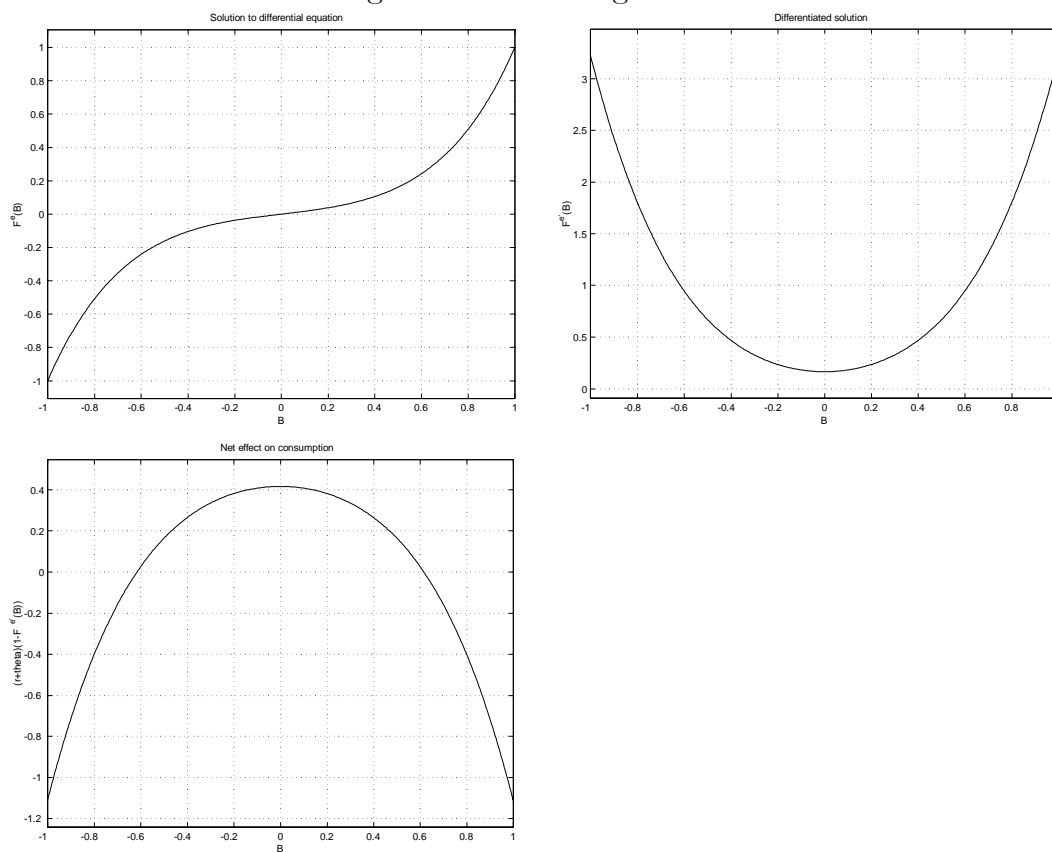 Solution to differential equation
1
0.8
0.6
0.4
0.2
0
-0.2
-0.4
-0.6
-0.8
-1
F^e(B)
-1 -0.8 -0.6 -0.4 -0.2 0 0.2 0.4 0.6 0.8 1
B
Differentiated solution
3
2.5
2
1.5
1
0.5
0
F^e'(B)
-1 -0.8 -0.6 -0.4 -0.2 0 0.2 0.4 0.6 0.8
B
Net effect on consumption
0.4
0.2
0
-0.2
-0.4
-0.6
-0.8
-1
-1.2
(r+theta)(1-F^e'(B))
-1 -0.8 -0.6 -0.4 -0.2 0 0.2 0.4 0.6 0.8 1
B